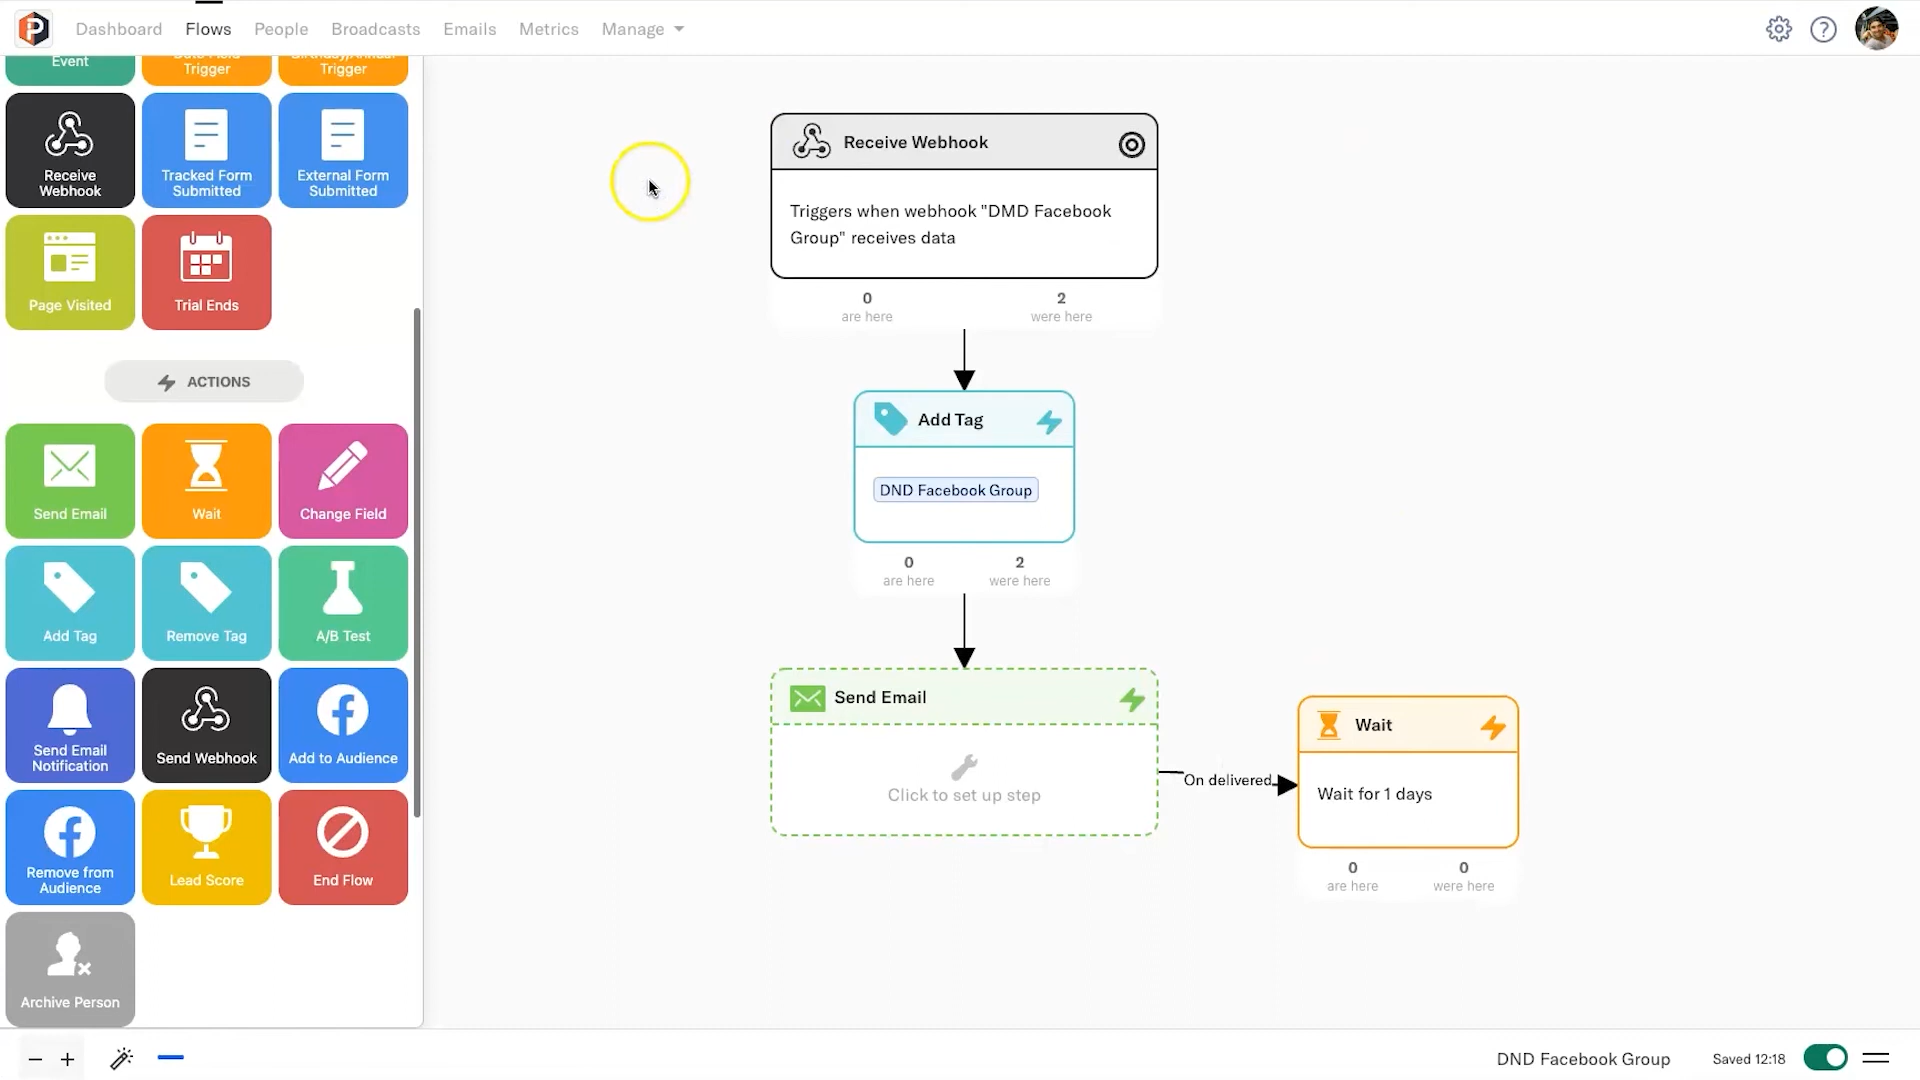 Dashboard
Flows
People
Broadcasts
Emails
Metrics
Manage
Event
Trigger
Trigger
Receive
Webhook
Tracked Form
Submitted
External Form
Submitted
Page Visited
Trial Ends
ACTIONS
Send Email
Wait
Change Field
Add Tag
Remove Tag
A/B Test
Send Email
Notification
Send Webhook
Add to Audience
Remove from
Audience
Lead Score
End Flow
Archive Person
Receive Webhook
Triggers when webhook "DMD Facebook
Group" receives data
0
are here
2
were here
Add Tag
DND Facebook Group
0
are here
2
were here
Send Email
Click to set up step
On delivered
Wait
Wait for 1 days
0
are here
0
were here
DND Facebook Group
Saved 12:18